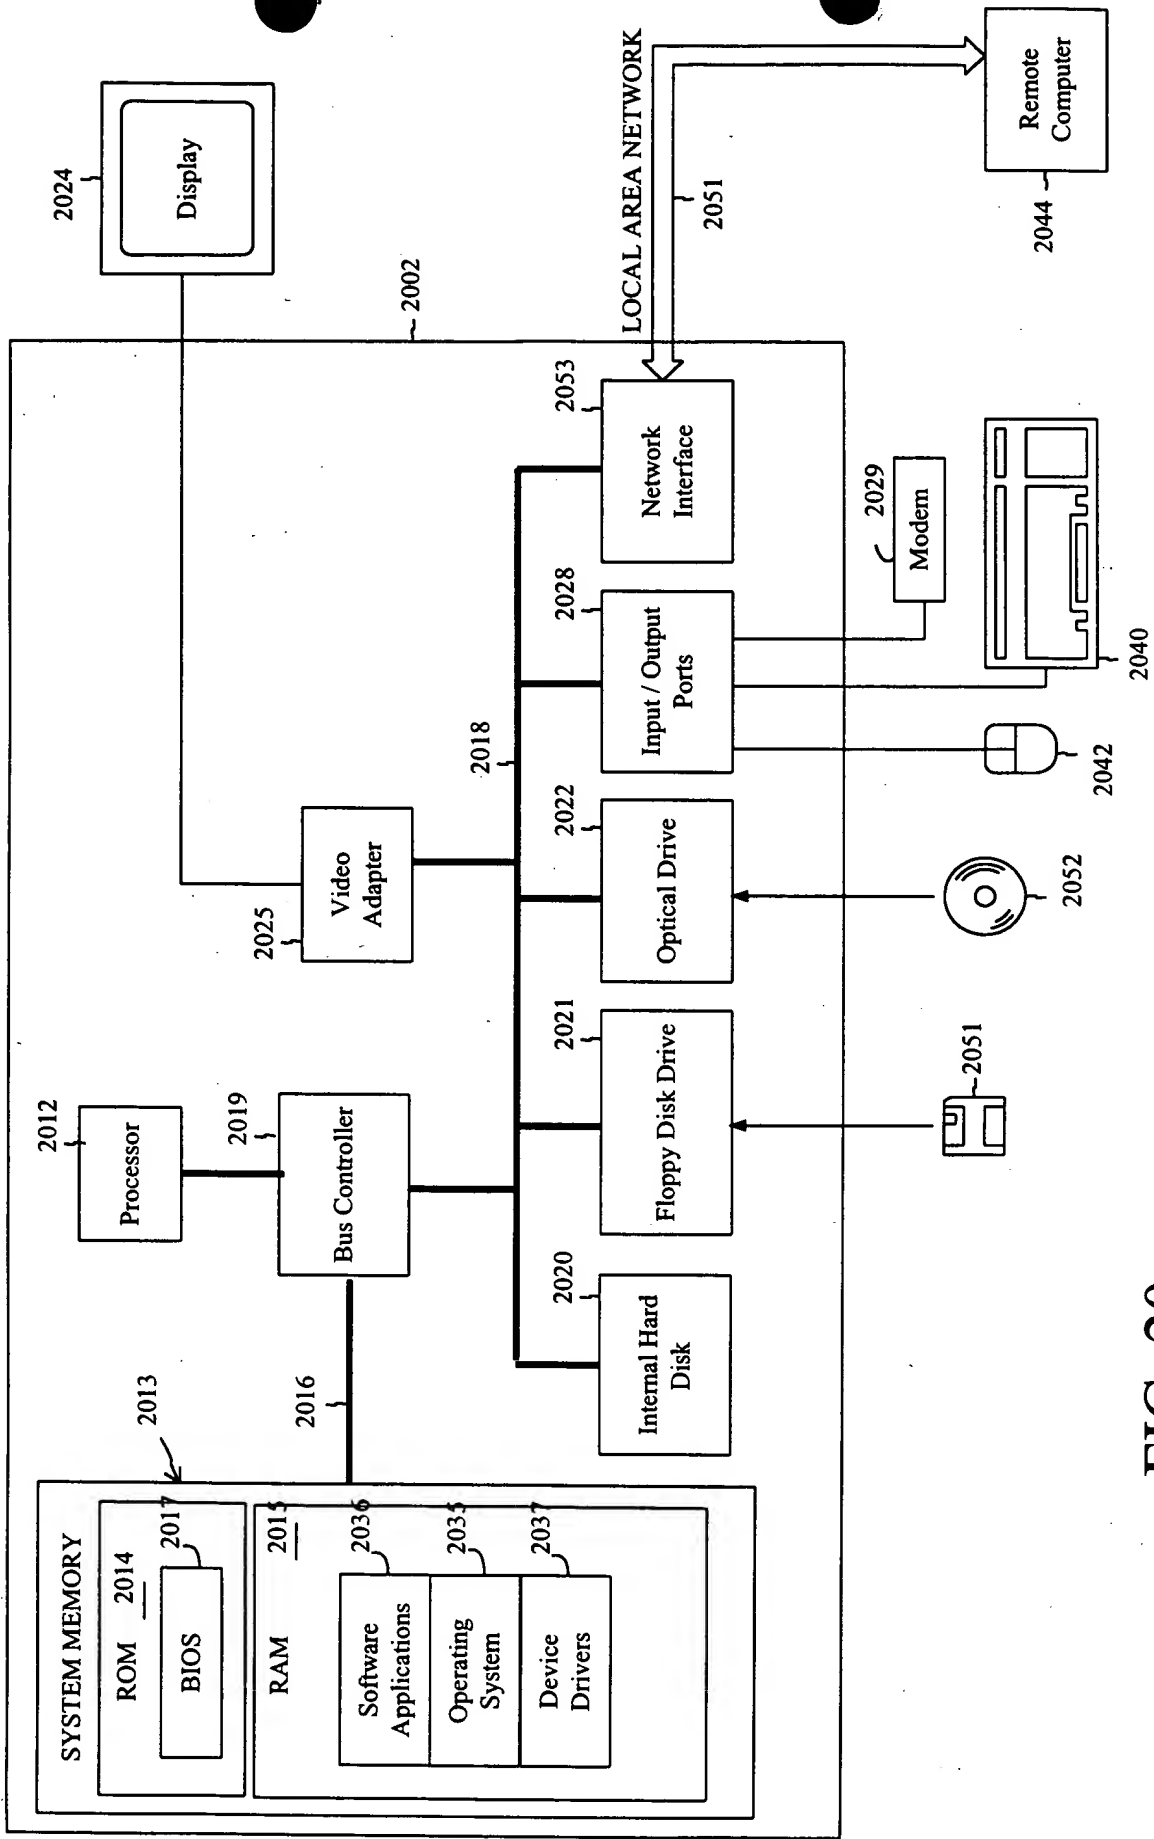 SYSTEM MEMORY
ROM 2014
BIOS
2017
2013
RAM
2015
Software
Applications
2036
Operating
System
2035
Device
Drivers
2037
2016
Processor
2012
Bus Controller
2019
Video
Adapter
2025
Display
2024
2002
2018
Internal Hard
Disk
2020
Floppy Disk Drive
2021
Optical Drive
2022
Input / Output
Ports
2028
Network
Interface
2053
LOCAL AREA NETWORK
2051
Remote
Computer
2044
Modem
2029
2040
2042
2052
2051